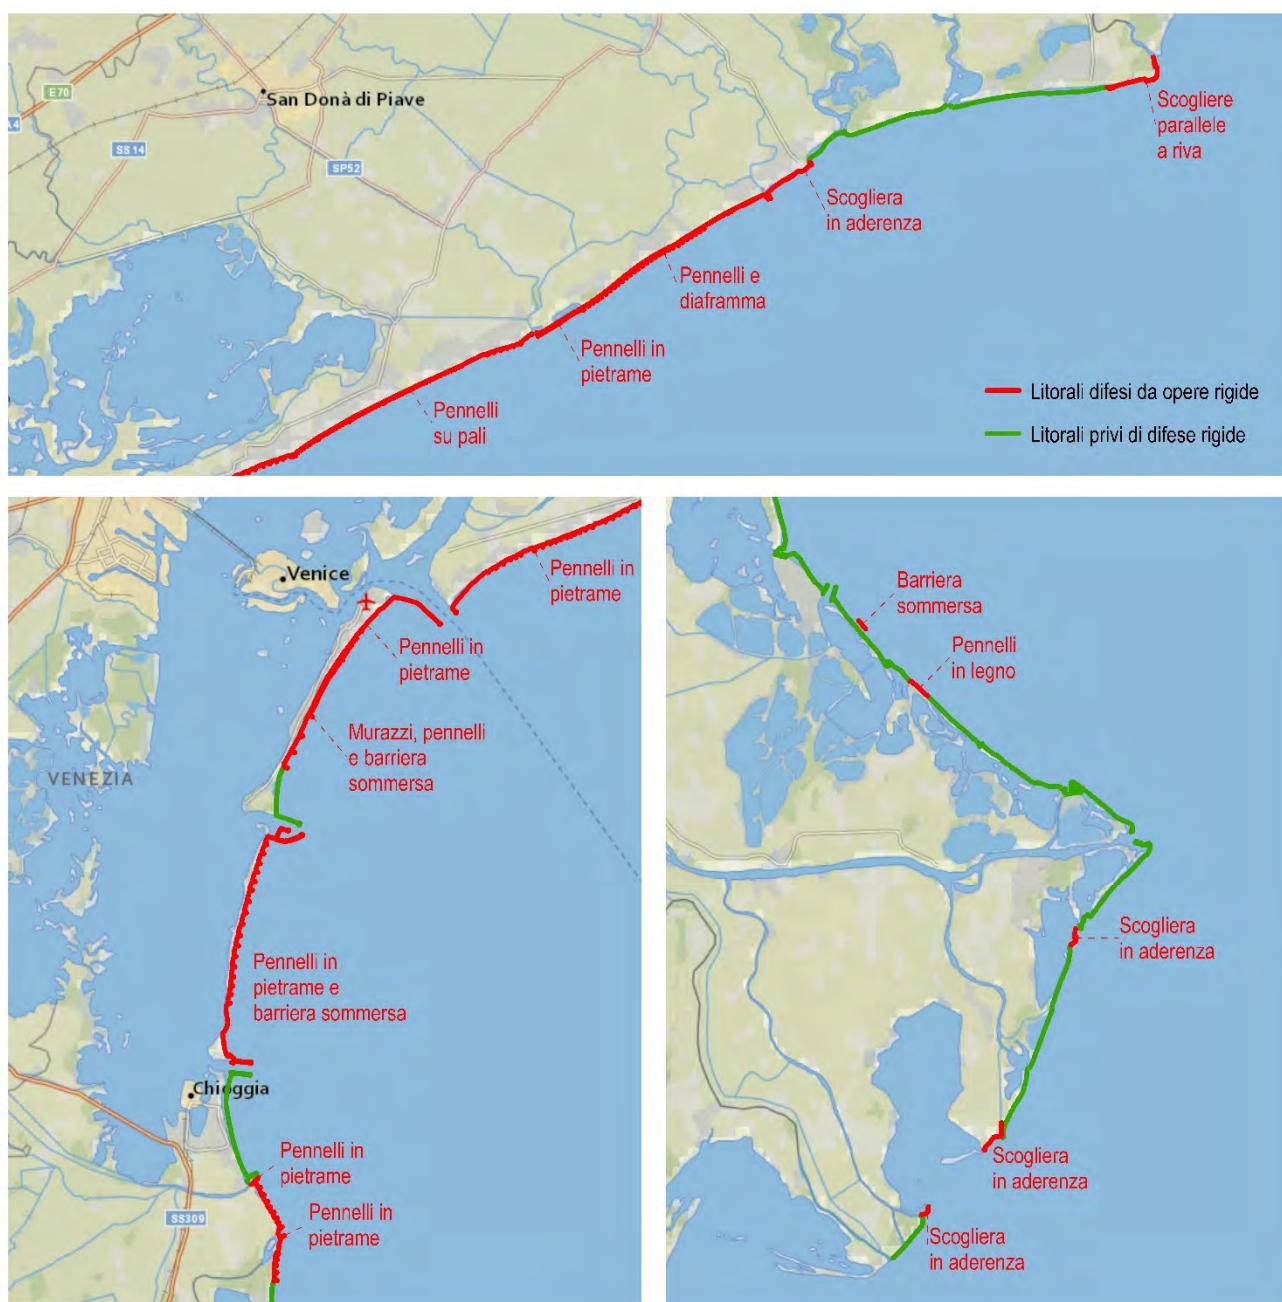 E70
A4
San Donà di Piave
SS 14
SP52
Scogliere
parallele
a riva
Scogliera
in aderenza
Pennelli e
diaframma
Pennelli in
pietrame
Pennelli
su pali
Litorali difesi da opere rigide
Litorali privi di difese rigide
Venice
Pennelli in
pietrame
Pennelli in
pietrame
Murazzi, pennelli
e barriera
sommersa
VENEZIA
Pennelli in
pietrame e
barriera sommersa
Chioggia
Pennelli in
pietrame
SS309
Pennelli in
pietrame
Barriera
sommersa
Pennelli
in legno
Scogliera
in aderenza
Scogliera
in aderenza
Scogliera
in aderenza